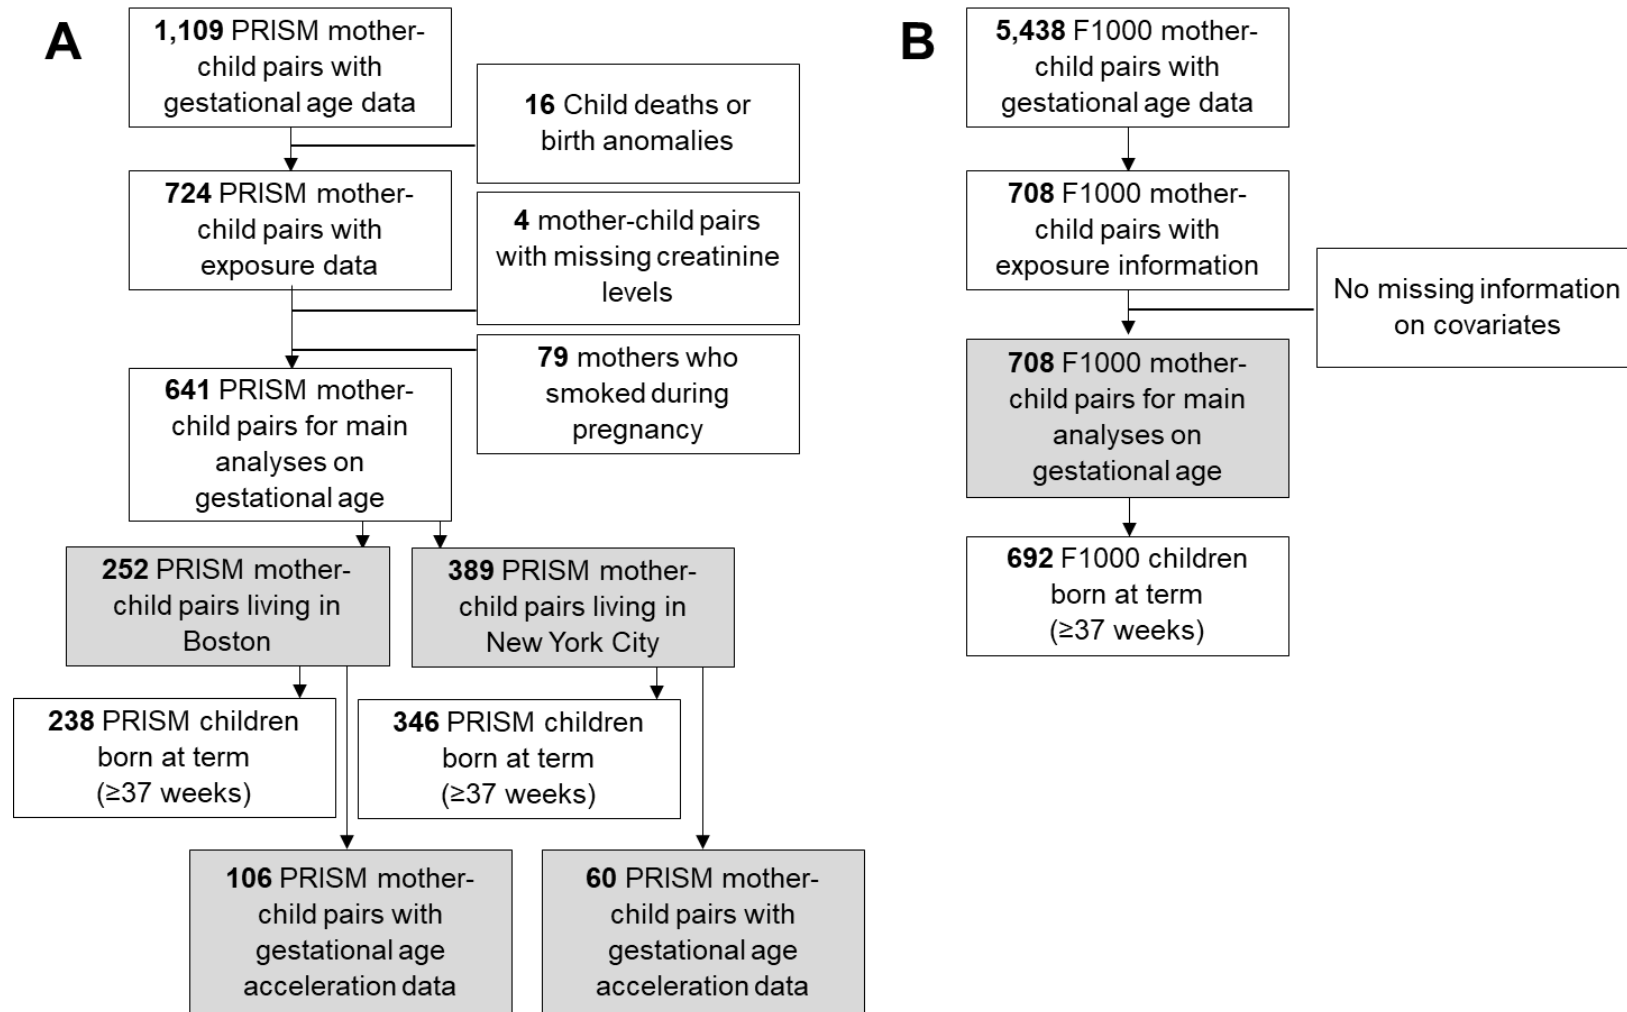 A
1,109 PRISM mother-
child pairs with
gestational age data
16 Child deaths or
birth anomalies
724 PRISM mother-
child pairs with
exposure data
4 mother-child pairs
with missing creatinine
levels
79 mothers who
smoked during
pregnancy
641 PRISM mother-
child pairs for main
analyses on
gestational age
252 PRISM mother-
child pairs living in
Boston
389 PRISM mother-
child pairs living in
New York City
238 PRISM children
born at term
(≥37 weeks)
346 PRISM children
born at term
(≥37 weeks)
106 PRISM mother-
child pairs with
gestational age
acceleration data
60 PRISM mother-
child pairs with
gestational age
acceleration data
B
5,438 F1000 mother-
child pairs with
gestational age data
708 F1000 mother-
child pairs with
exposure information
No missing information
on covariates
708 F1000 mother-
child pairs for main
analyses on
gestational age
692 F1000 children
born at term
(≥37 weeks)